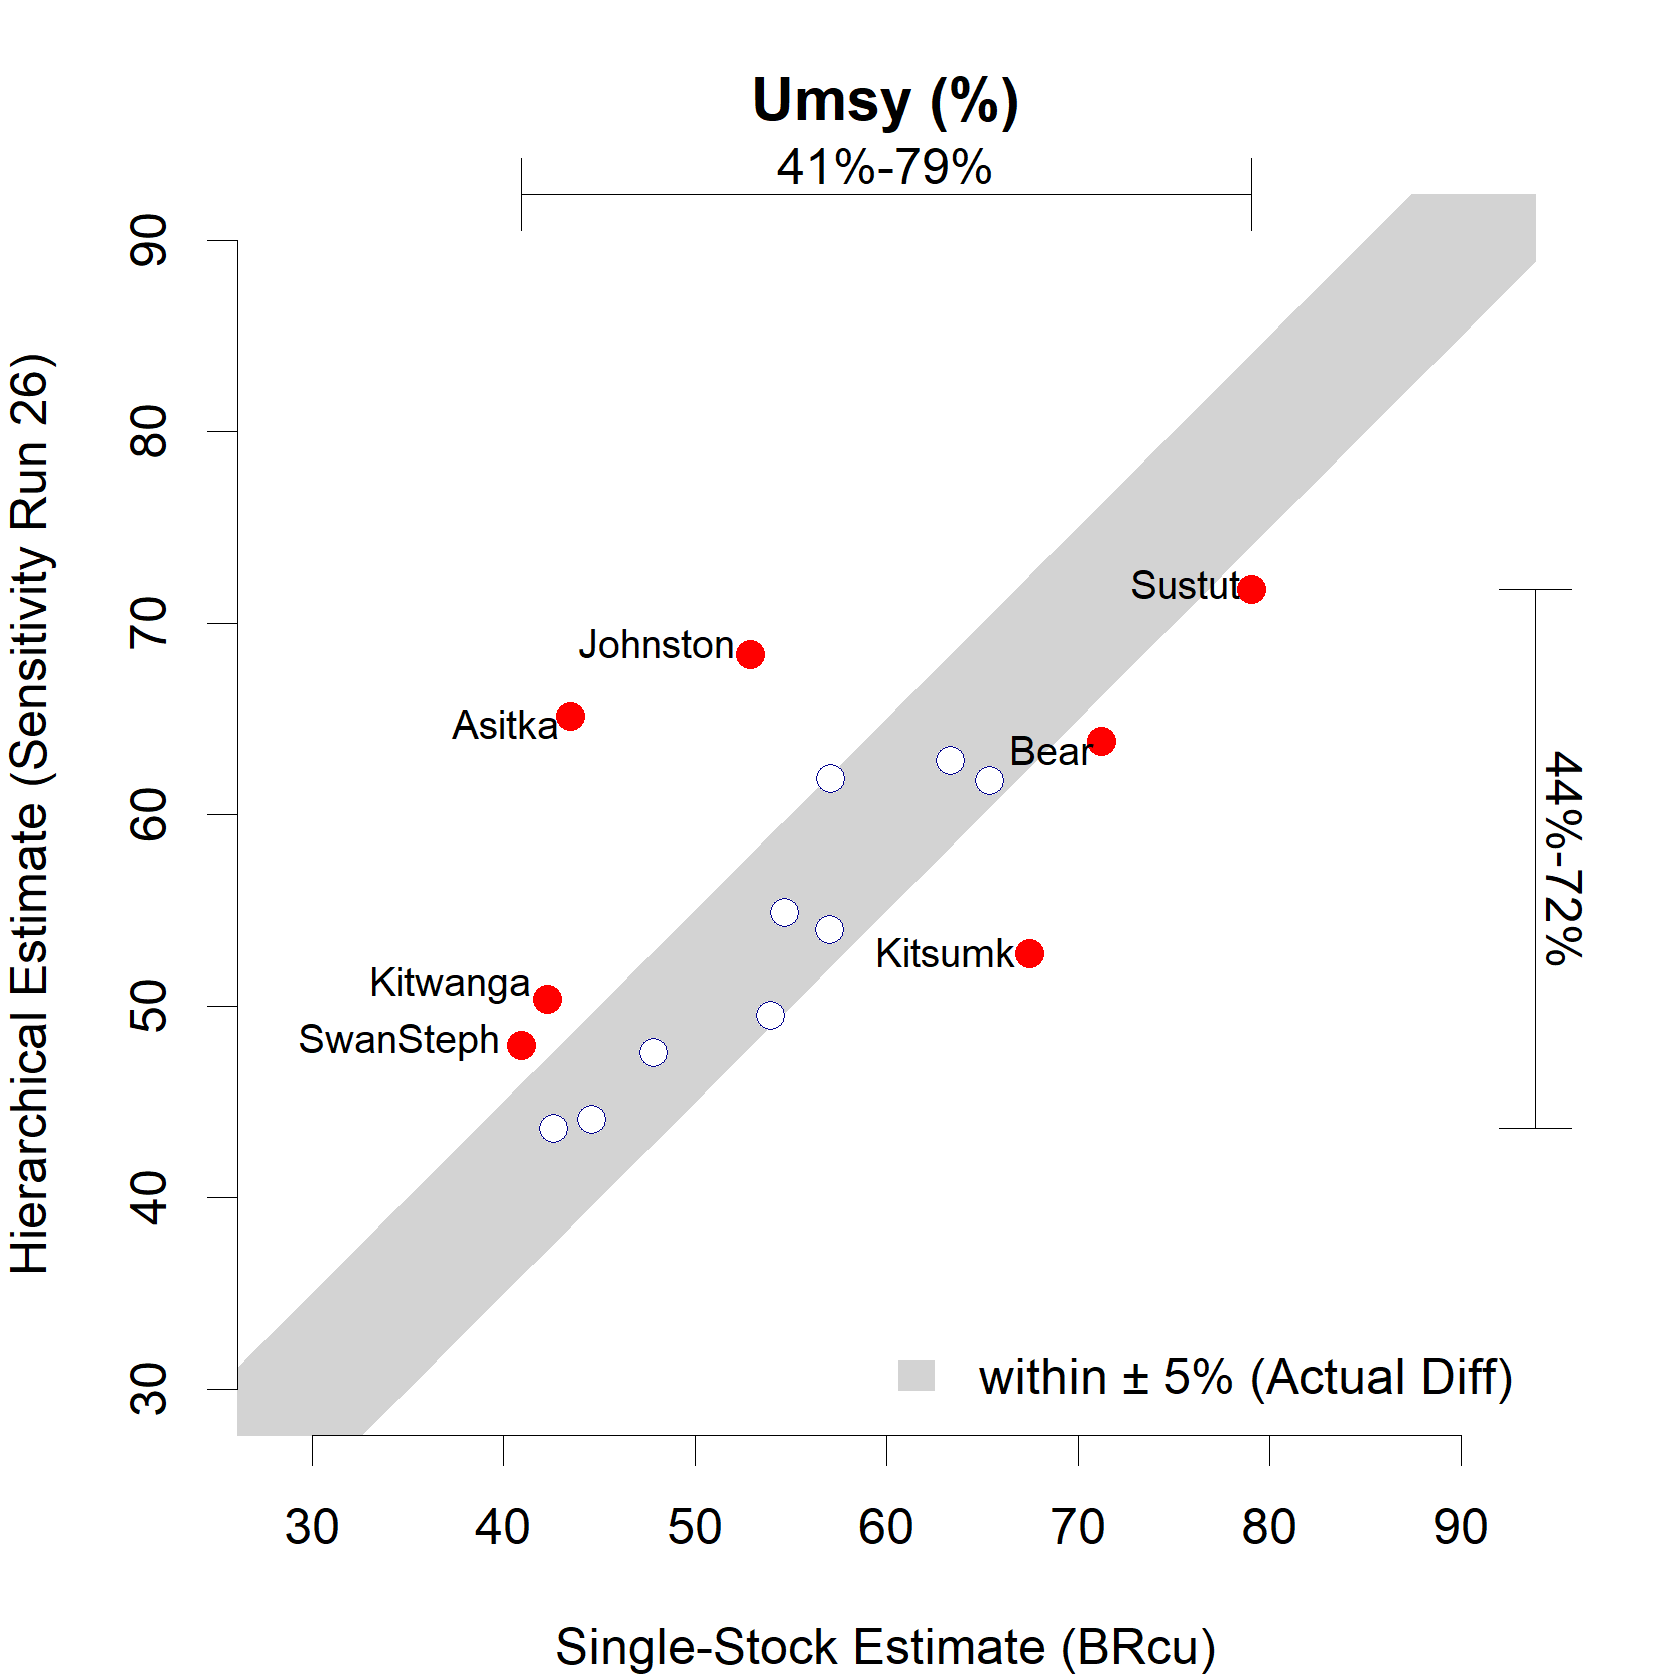 Umsy (%)
41%-79%
Hierarchical Estimate (Sensitivity Run 26)
90
80
70
60
50
40
30
Sustut
Johnston
Asitka
Bear
Kitsumk
Kitwanga
SwanSteph
44%-72%
within ± 5% (Actual Diff)
30 40 50 60 70 80 90
Single-Stock Estimate (BRcu)